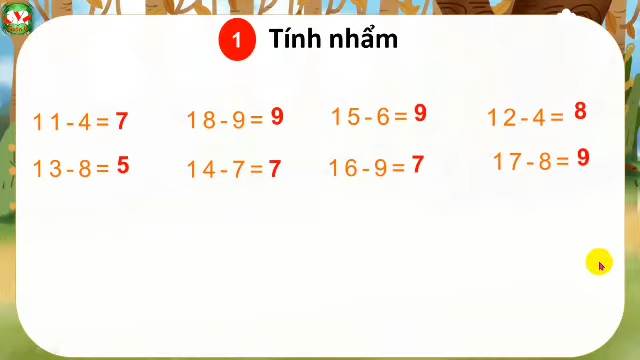 1 Tính nhẩm
11-4= 7 18-9= 9 15-6= 9 12-4= 8
13-8= 5 14-7= 7 16-9= 7 17-8= 9